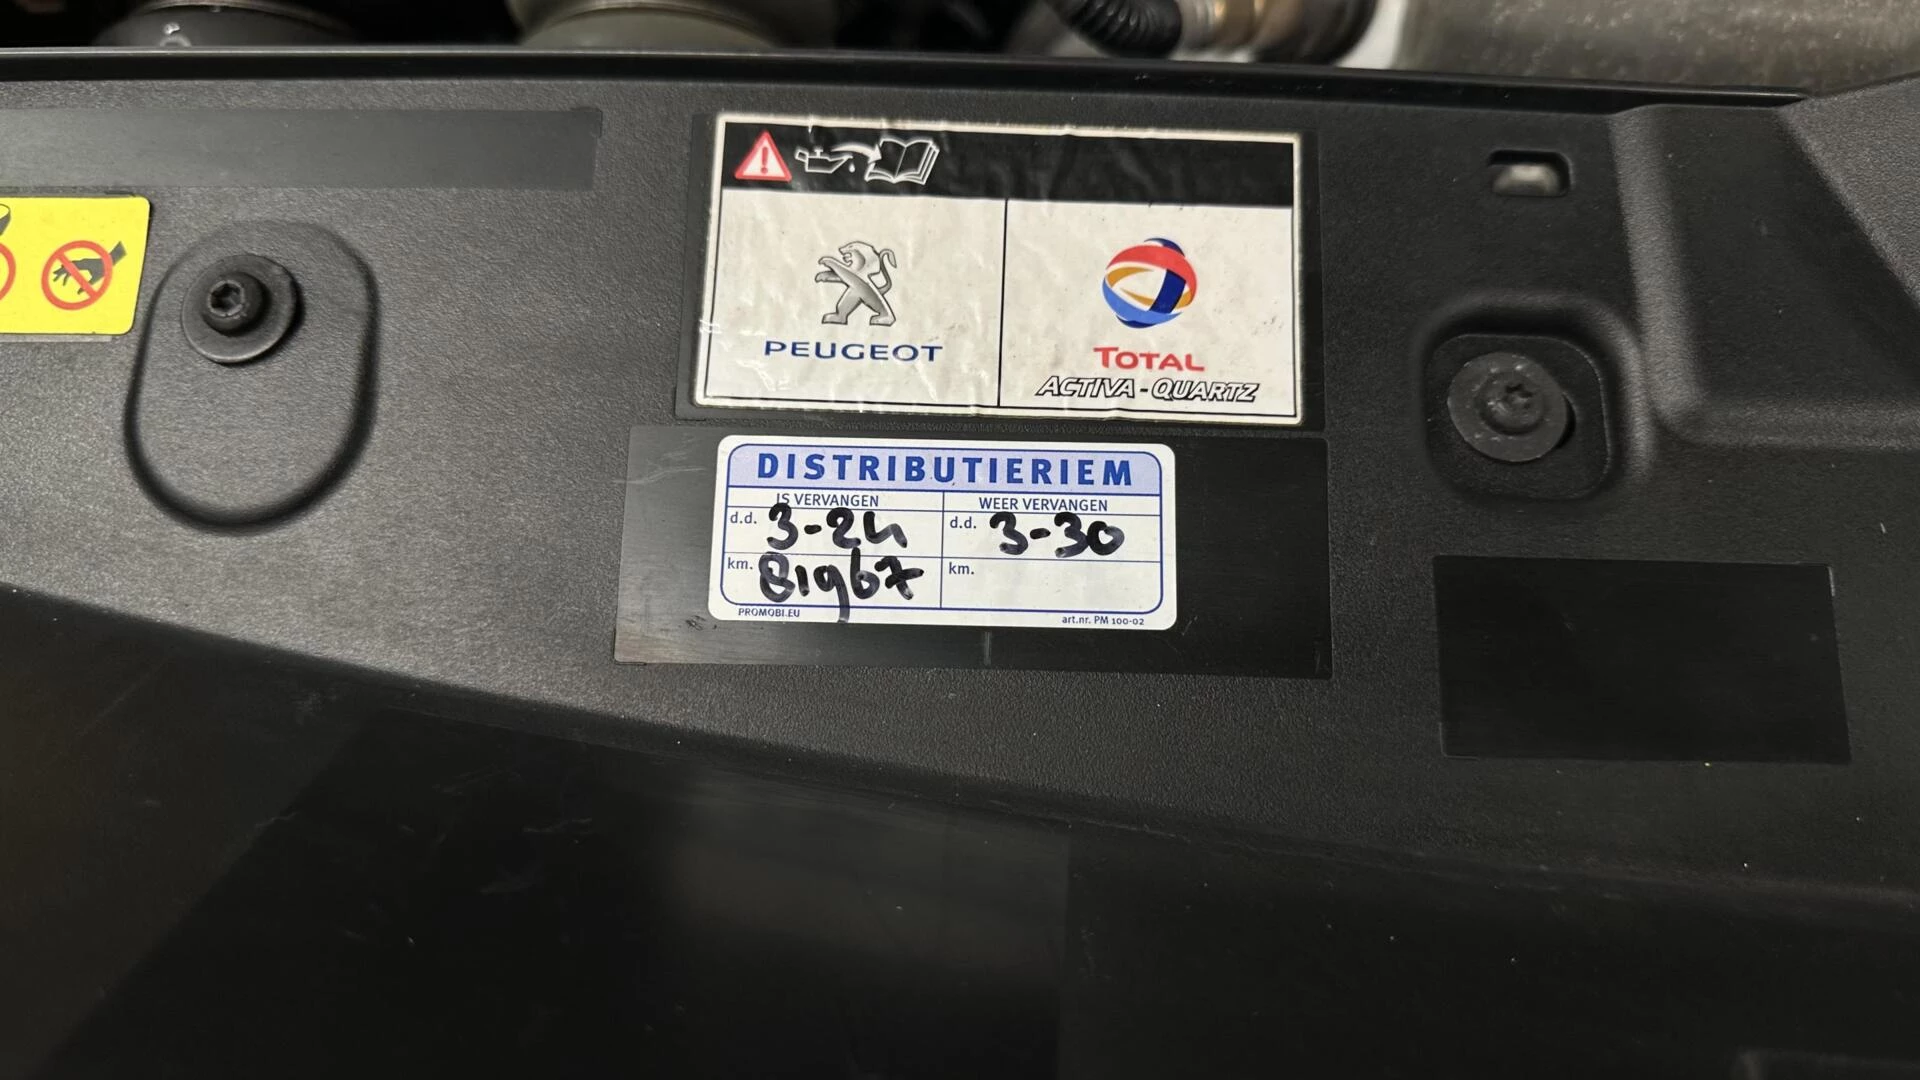 PEUGEOT
TOTAL
ACTIVA-QUARTZ
DISTRIBUTIERIEM
IS VERVANGEN
WEER VERVANGEN
d.d. 3-24
d.d. 3-30
km. 81967
km.
PROMOBI.EU
art.nr. PM 100-02